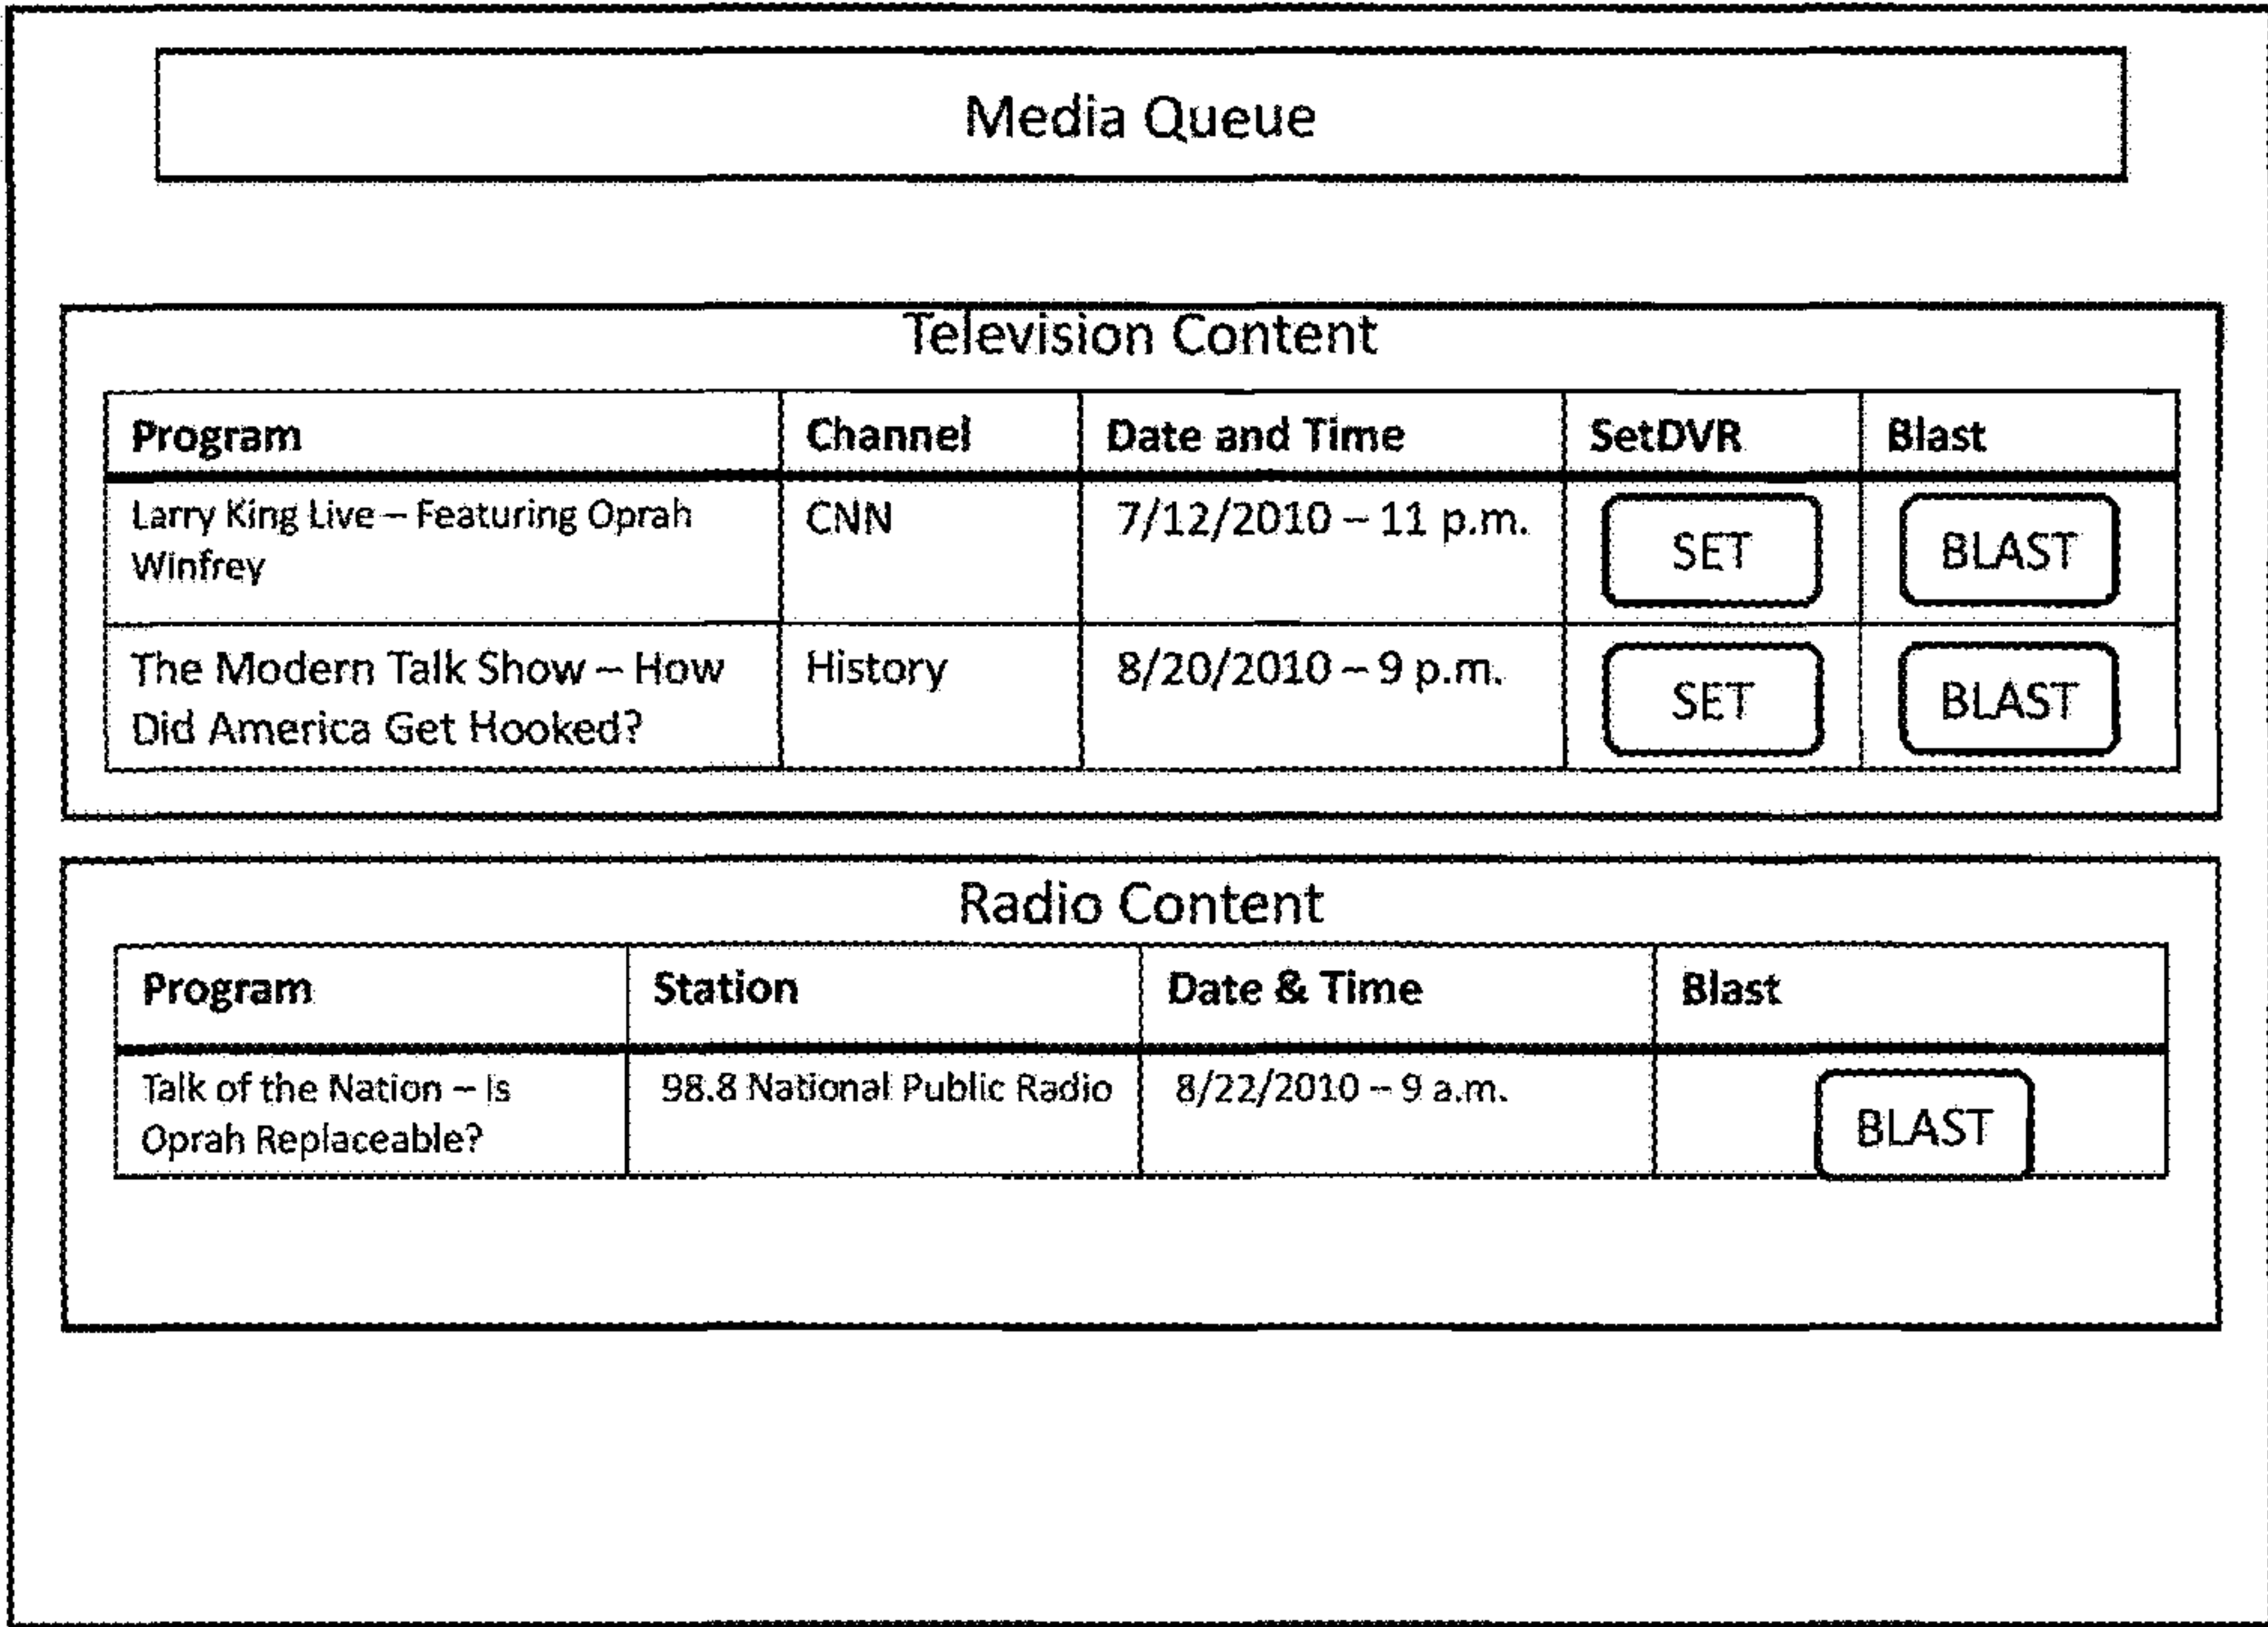 Media Queue
Television Content
Program Channel Date and Time SetDVR Blast
Larry King Live – Featuring Oprah CNN 7/12/2010 – 11 p.m. SET BLAST
Winfrey
The Modern Talk Show – How History 8/20/2010 – 9 p.m. SET BLAST
Did America Get Hooked?
Radio Content
Program Station Date & Time Blast
Talk of the Nation – Is 98.8 National Public Radio 8/22/2010 – 9 a.m. BLAST
Oprah Replaceable?